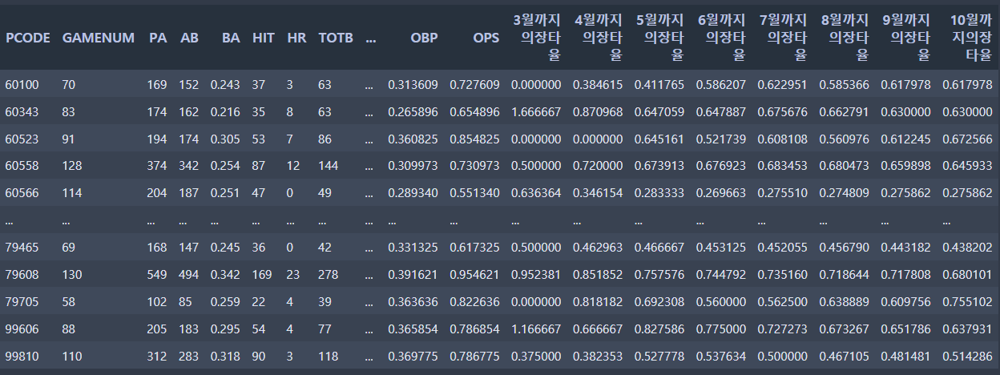 PCODE GAMENUM PA AB BA HIT HR TOTB ... OBP OPS 3월까지의장타율 4월까지의장타율 5월까지의장타율 6월까지의장타율 7월까지의장타율 8월까지의장타율 9월까지의장타율 10월까지의장타율
60100 70 169 152 0.243 37 3 63 ... 0.313609 0.727609 0.000000 0.384615 0.411765 0.586207 0.622951 0.585366 0.617978 0.617978
60343 83 174 162 0.216 35 8 63 ... 0.265896 0.654896 1.666667 0.870968 0.647059 0.647887 0.675676 0.662791 0.630000 0.630000
60523 91 194 174 0.305 53 7 86 ... 0.360825 0.854825 0.000000 0.000000 0.645161 0.521739 0.608108 0.560976 0.612245 0.672566
60558 128 374 342 0.254 87 12 144 ... 0.309973 0.730973 0.500000 0.720000 0.673913 0.676923 0.683453 0.680473 0.659898 0.645933
60566 114 204 187 0.251 47 0 49 ... 0.289340 0.551340 0.636364 0.346154 0.283333 0.269663 0.275510 0.274809 0.275862 0.275862
... ... ... ... ... ... ... ... ... ... ... ... ... ... ... ... ... ... ...
79465 69 168 147 0.245 36 0 42 ... 0.331325 0.617325 0.500000 0.462963 0.466667 0.453125 0.452055 0.456790 0.443182 0.438202
79608 130 549 494 0.342 169 23 278 ... 0.391621 0.954621 0.952381 0.851852 0.757576 0.744792 0.735160 0.718644 0.717808 0.680101
79705 58 102 85 0.259 22 4 39 ... 0.363636 0.822636 0.000000 0.818182 0.692308 0.560000 0.562500 0.638889 0.609756 0.755102
99606 88 205 183 0.295 54 4 77 ... 0.365854 0.786854 1.166667 0.666667 0.827586 0.775000 0.727273 0.673267 0.651786 0.637931
99810 110 312 283 0.318 90 3 118 ... 0.369775 0.786775 0.375000 0.382353 0.527778 0.537634 0.500000 0.467105 0.481481 0.514286